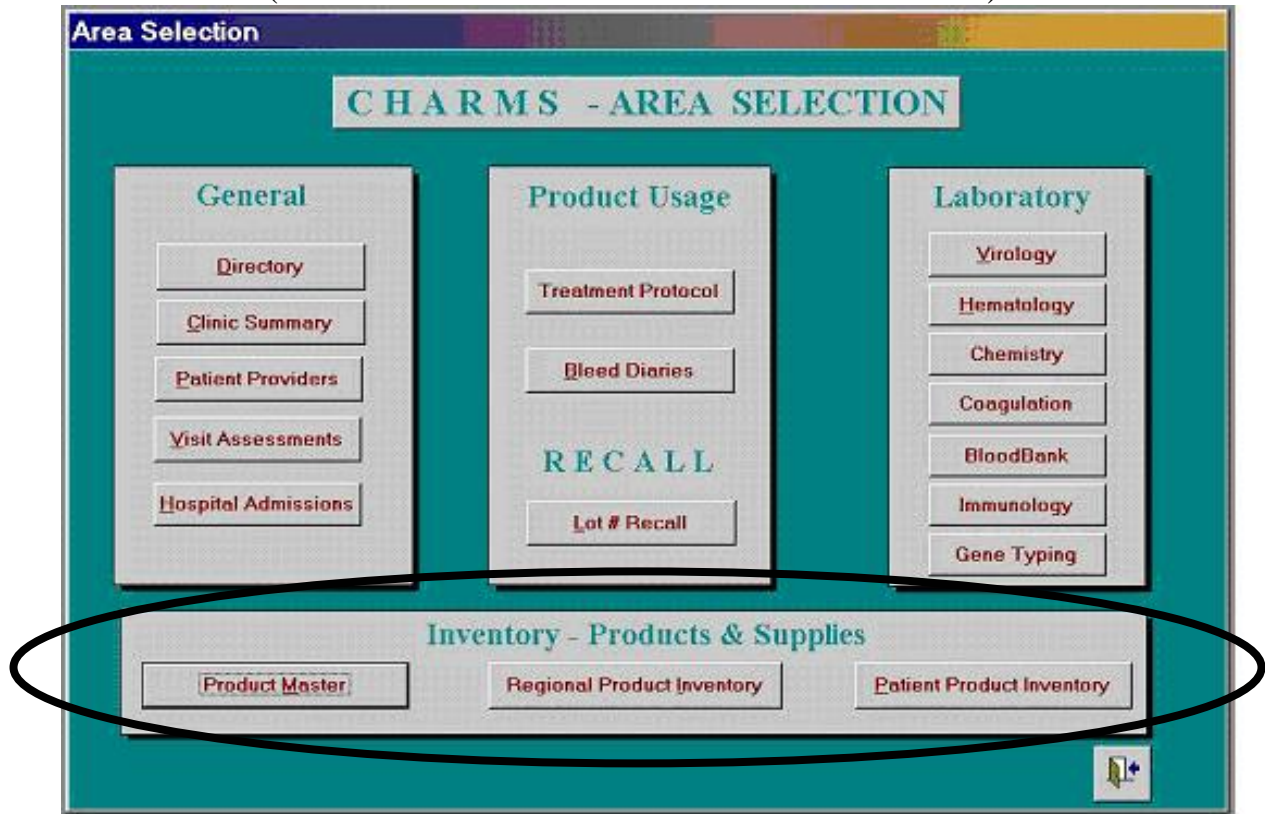 Area Selection
C H A R M S - AREA SELECTION
General
Directory
Clinic Summary
Patient Providers
Visit Assessments
Hospital Admissions
Product Usage
Treatment Protocol
Bleed Diaries
R E C A L L
Lot # Recall
Laboratory
Virology
Hematology
Chemistry
Coagulation
BloodBank
Immunology
Gene Typing
Inventory - Products & Supplies
Product Master
Regional Product Inventory
Patient Product Inventory